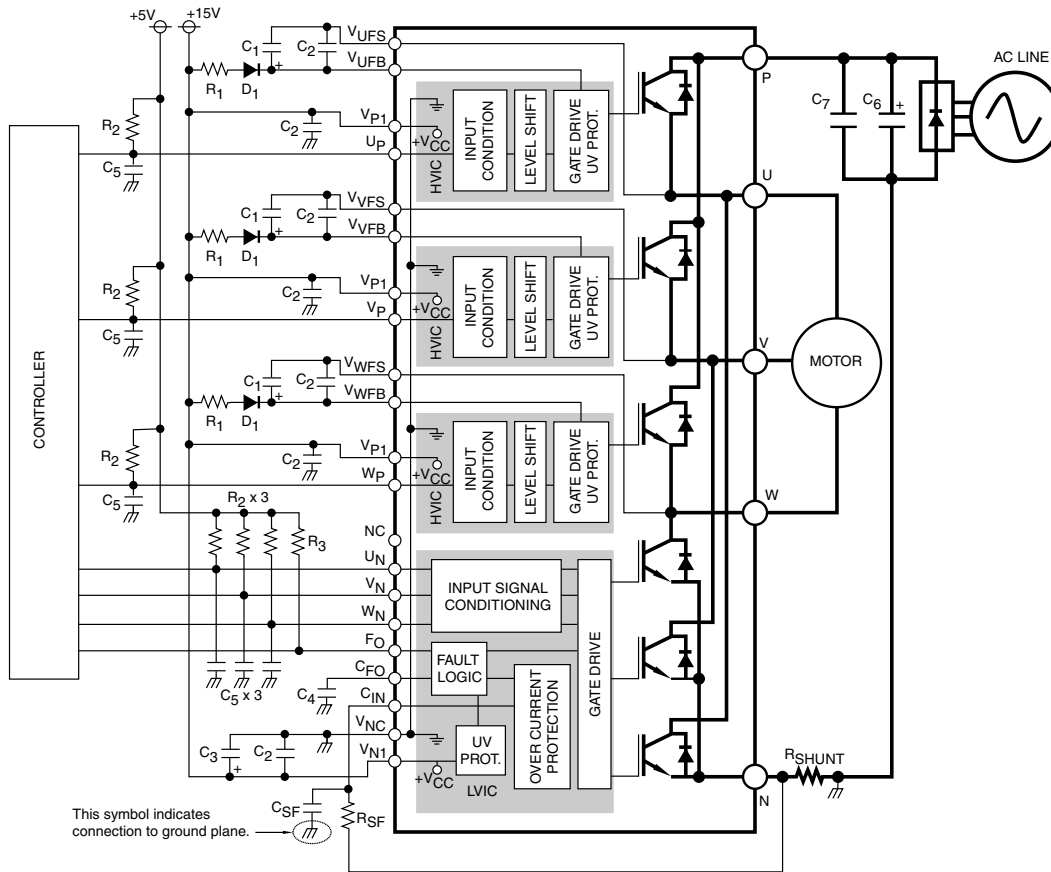 +5V
+15V
CONTROLLER
R2
C5
R1
D1
C1
+
C2
C2
VUFS
VUFB
VP1
UP
+VCC
HVIC
INPUT CONDITION
LEVEL SHIFT
GATE DRIVE UV PROT.
R2
C5
R1
D1
C1
+
C2
C2
VVFS
VVFB
VP1
VP
+VCC
HVIC
INPUT CONDITION
LEVEL SHIFT
GATE DRIVE UV PROT.
R2
C5
R1
D1
C1
+
C2
C2
VWFS
VWFB
VP1
WP
+VCC
HVIC
INPUT CONDITION
LEVEL SHIFT
GATE DRIVE UV PROT.
R2 x 3
R3
C5 x 3
NC
UN
VN
WN
FO
CFO
CIN
VNC
VN1
C4
C3
+
C2
CSF
RSF
INPUT SIGNAL CONDITIONING
FAULT LOGIC
UV PROT.
+VCC
LVIC
OVER CURRENT PROTECTION
GATE DRIVE
P
U
V
W
N
C7
C6
+
AC LINE
MOTOR
RSHUNT
This symbol indicates
connection to ground plane.